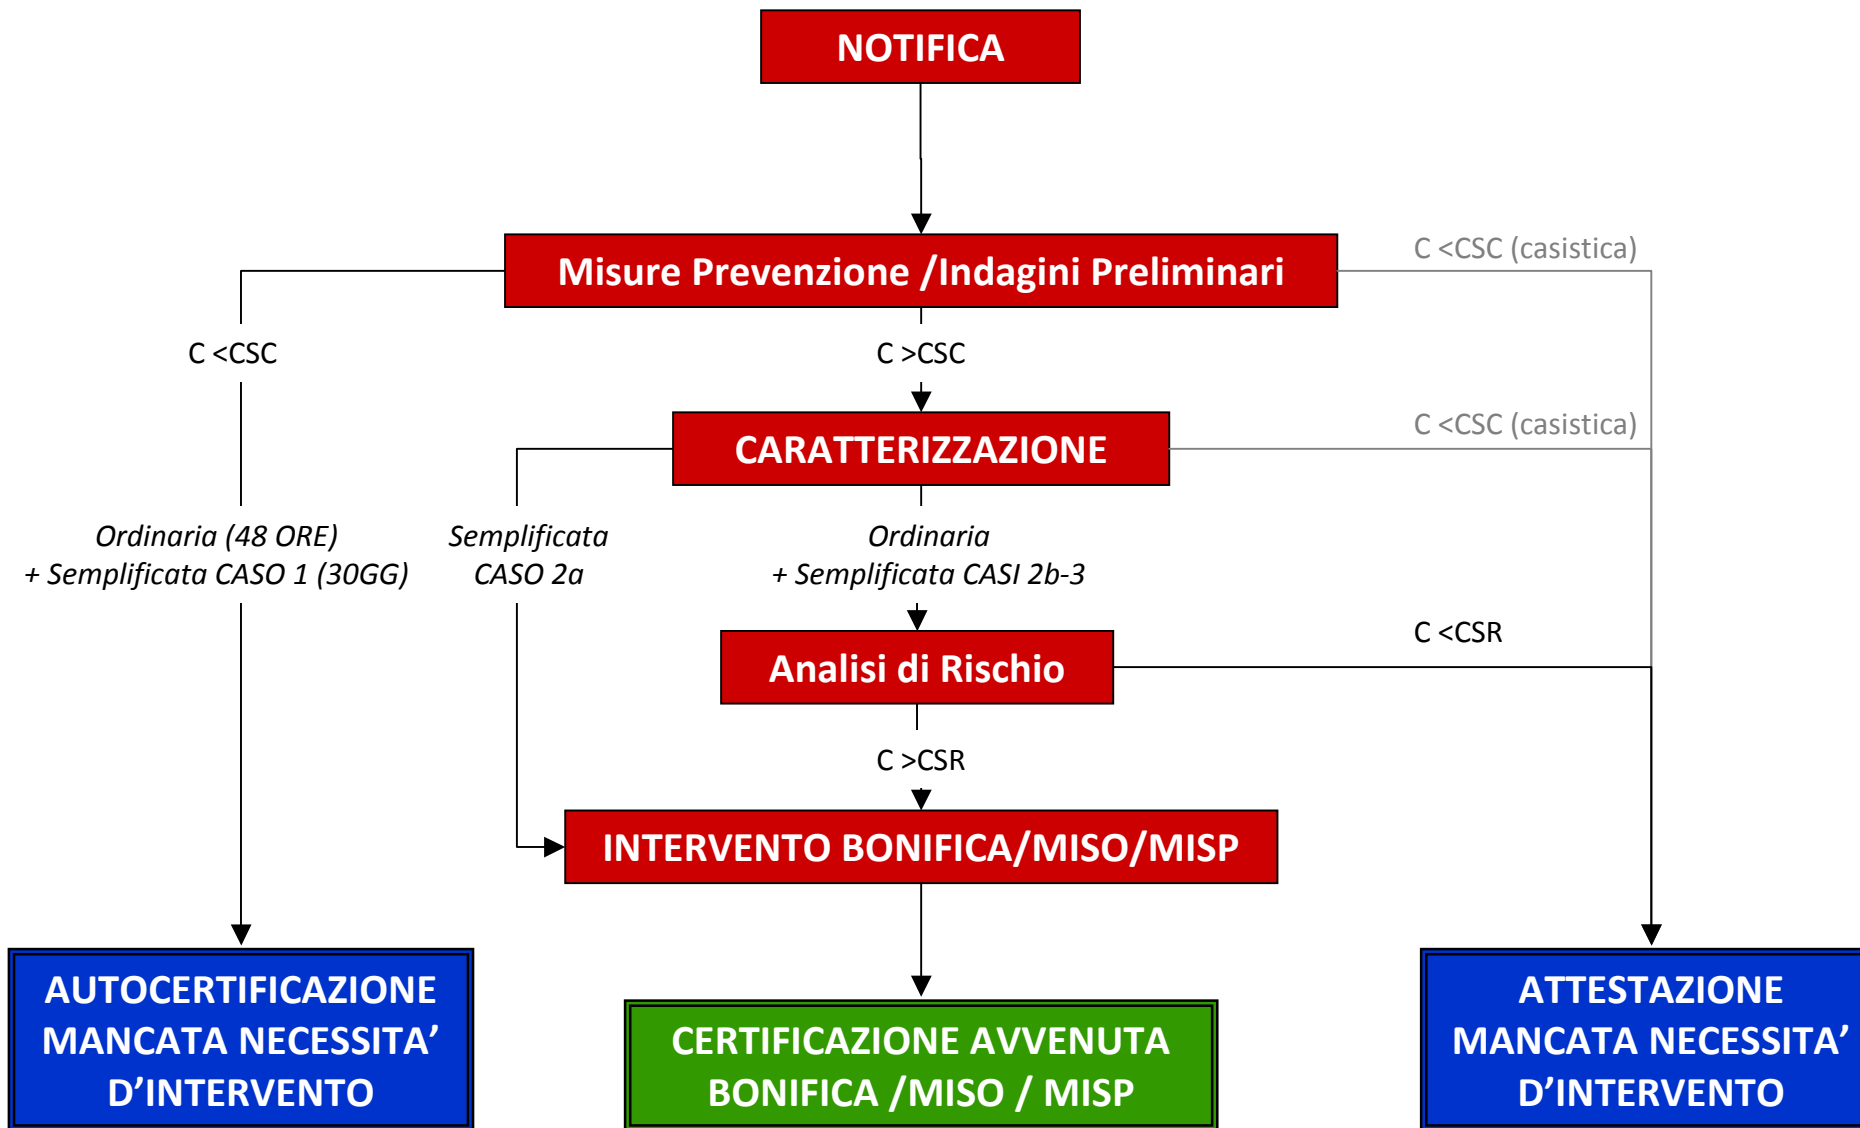 NOTIFICA
C <CSC (casistica)
Misure Prevenzione /Indagini Preliminari
C <CSC
C >CSC
C <CSC (casistica)
CARATTERIZZAZIONE
Ordinaria (48 ORE)
+ Semplificata CASO 1 (30GG)
Semplificata
CASO 2a
Ordinaria
+ Semplificata CASI 2b-3
C <CSR
Analisi di Rischio
C >CSR
INTERVENTO BONIFICA/MISO/MISP
AUTOCERTIFICAZIONE
MANCATA NECESSITA’
D’INTERVENTO
CERTIFICAZIONE AVVENUTA
BONIFICA /MISO / MISP
ATTESTAZIONE
MANCATA NECESSITA’
D’INTERVENTO